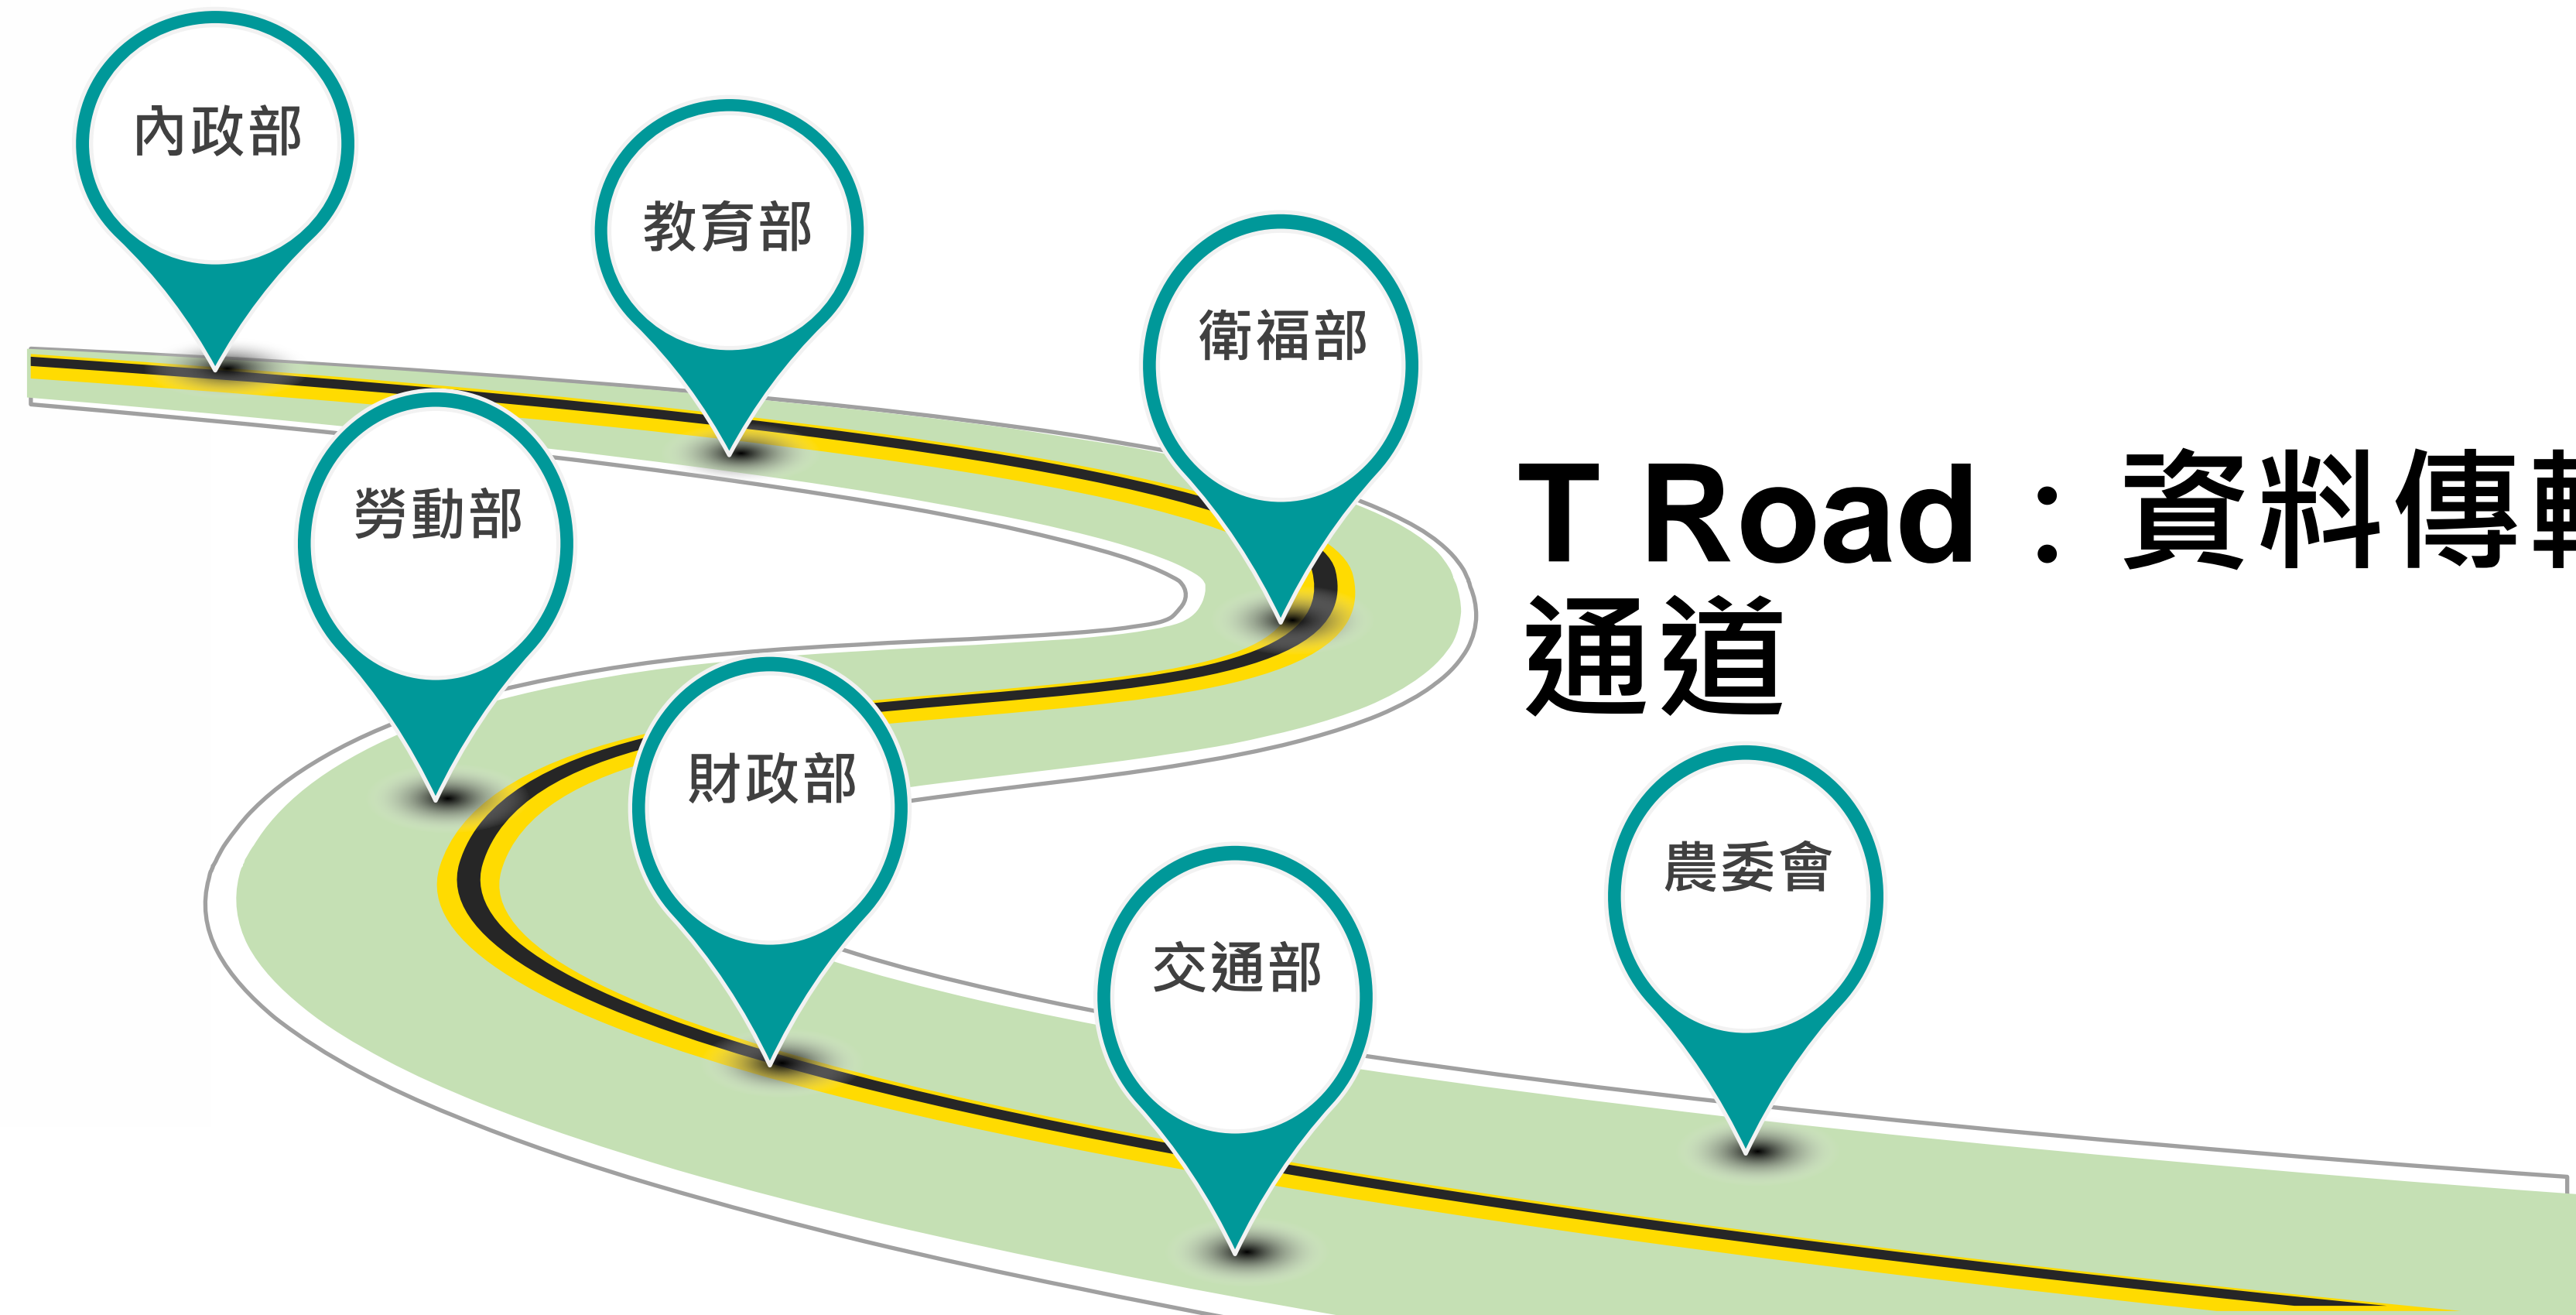 內政部
教育部
衛福部
勞動部
T Road：資料傳
通道
財政部
農委會
交通部